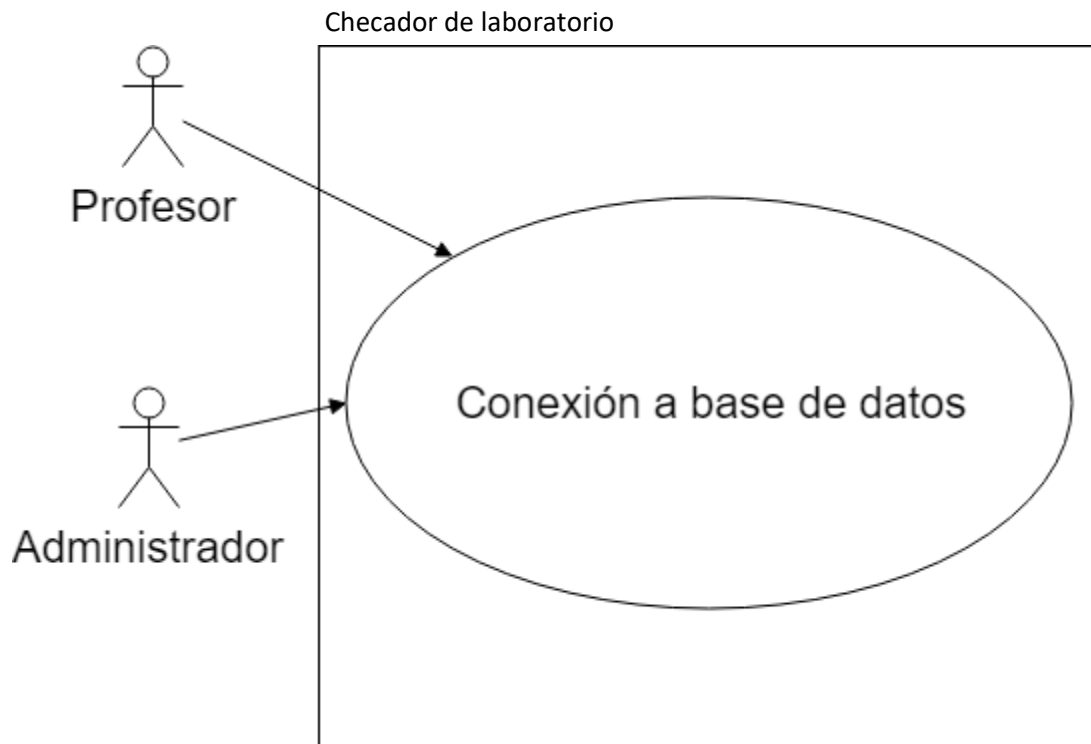 Checador de laboratorio
Profesor
Conexión a base de datos
Administrador